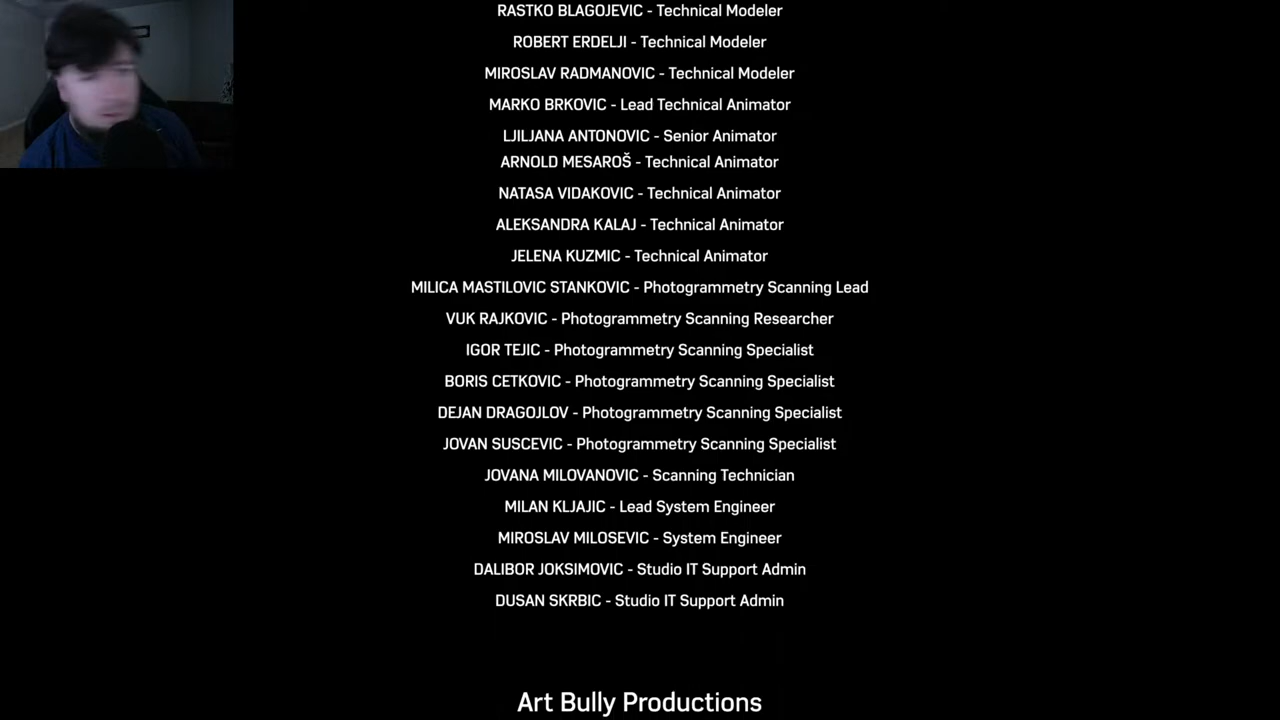 RASTKO BLAGOJEVIC - Technical Modeler
ROBERT ERDELJI - Technical Modeler
MIROSLAV RADMANOVIC - Technical Modeler
MARKO BRKOVIC - Lead Technical Animator
LJILJANA ANTONOVIC - Senior Animator
ARNOLD MESAROŠ - Technical Animator
NATASA VIDAKOVIC - Technical Animator
ALEKSANDRA KALAJ - Technical Animator
JELENA KUZMIC - Technical Animator
MILICA MASTILOVIC STANKOVIC - Photogrammetry Scanning Lead
VUK RAJKOVIC - Photogrammetry Scanning Researcher
IGOR TEJIC - Photogrammetry Scanning Specialist
BORIS CETKOVIC - Photogrammetry Scanning Specialist
DEJAN DRAGOJLOV - Photogrammetry Scanning Specialist
JOVAN SUSCEVIC - Photogrammetry Scanning Specialist
JOVANA MILOVANOVIC - Scanning Technician
MILAN KLJAJIC - Lead System Engineer
MIROSLAV MILOSEVIC - System Engineer
DALIBOR JOKSIMOVIC - Studio IT Support Admin
DUSAN SKRBIC - Studio IT Support Admin
Art Bully Productions